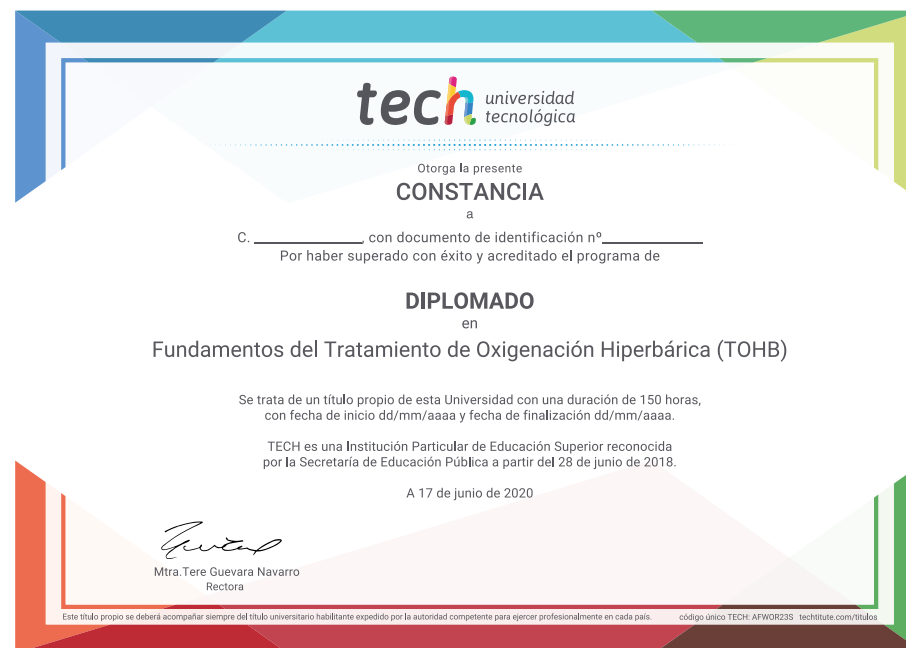 tech universidad
tecnológica
Otorga la presente
CONSTANCIA
a
C. ____________, con documento de identificación nº____________
Por haber superado con éxito y acreditado el programa de
DIPLOMADO
en
Fundamentos del Tratamiento de Oxigenación Hiperbárica (TOHB)
Se trata de un título propio de esta Universidad con una duración de 150 horas,
con fecha de inicio dd/mm/aaaa y fecha de finalización dd/mm/aaaa.
TECH es una Institución Particular de Educación Superior reconocida
por la Secretaría de Educación Pública a partir del 28 de junio de 2018.
A 17 de junio de 2020
Mtra.Tere Guevara Navarro
Rectora
Este título propio se deberá acompañar siempre del título universitario habilitante expedido por la autoridad competente para ejercer profesionalmente en cada país. código único TECH: AFWOR23S techtitute.com/titulos